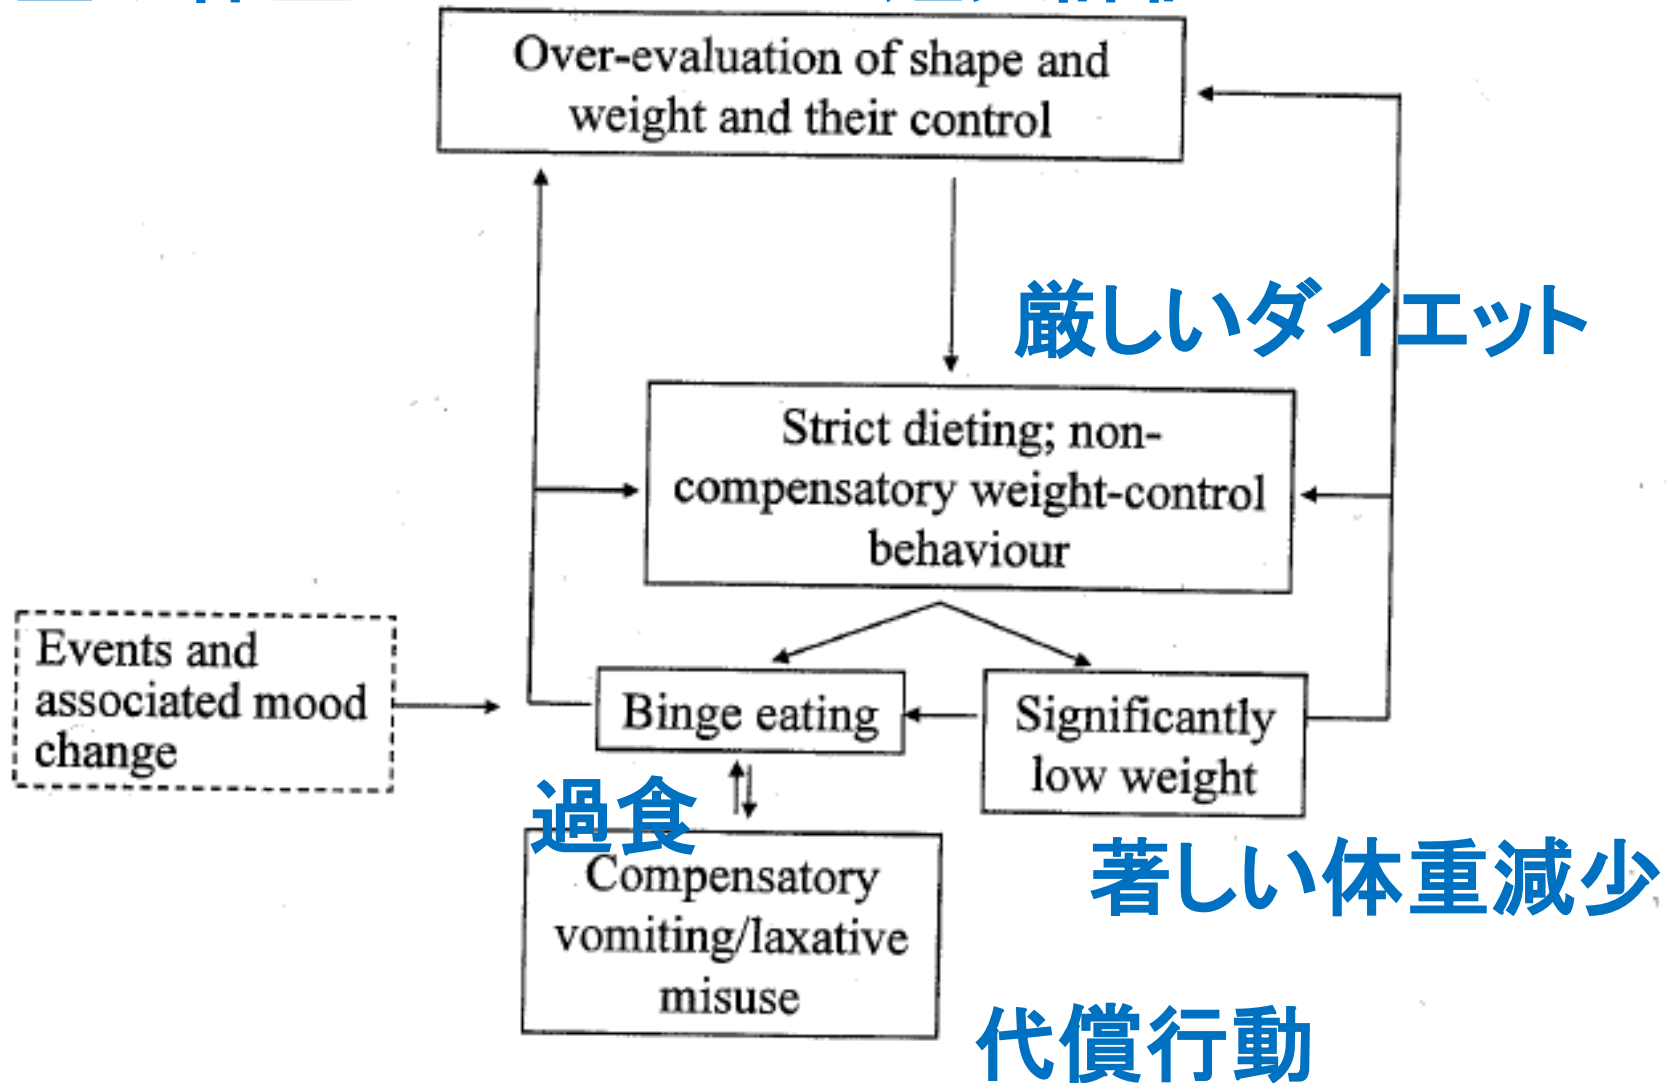 Over-evaluation of shape and
weight and their control
厳しいダイエット
Strict dieting; non-
compensatory weight-control
behaviour
Events and
associated mood
change
Binge eating
Significantly
low weight
過食
Compensatory
vomiting/laxative
misuse
著しい体重減少
代償行動